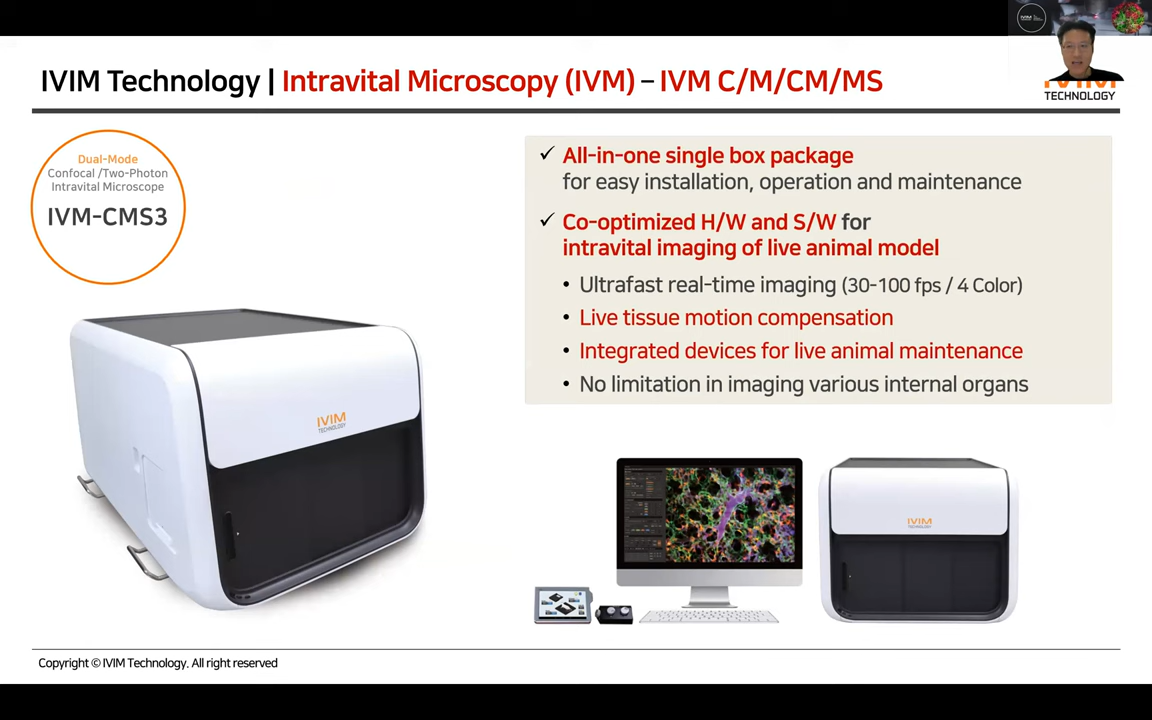 IVIM Technology | Intravital Microscopy (IVM) – IVM C/M/CM/MS
TECHNOLOGY
Dual-Mode
Confocal /Two-Photon
Intravital Microscope
IVM-CMS3
✓ All-in-one single box package
for easy installation, operation and maintenance
✓ Co-optimized H/W and S/W for
intravital imaging of live animal model
• Ultrafast real-time imaging (30-100 fps / 4 Color)
• Live tissue motion compensation
• Integrated devices for live animal maintenance
• No limitation in imaging various internal organs
IVIM
TECHNOLOGY
IVIM
TECHNOLOGY
Copyright © IVIM Technology. All right reserved